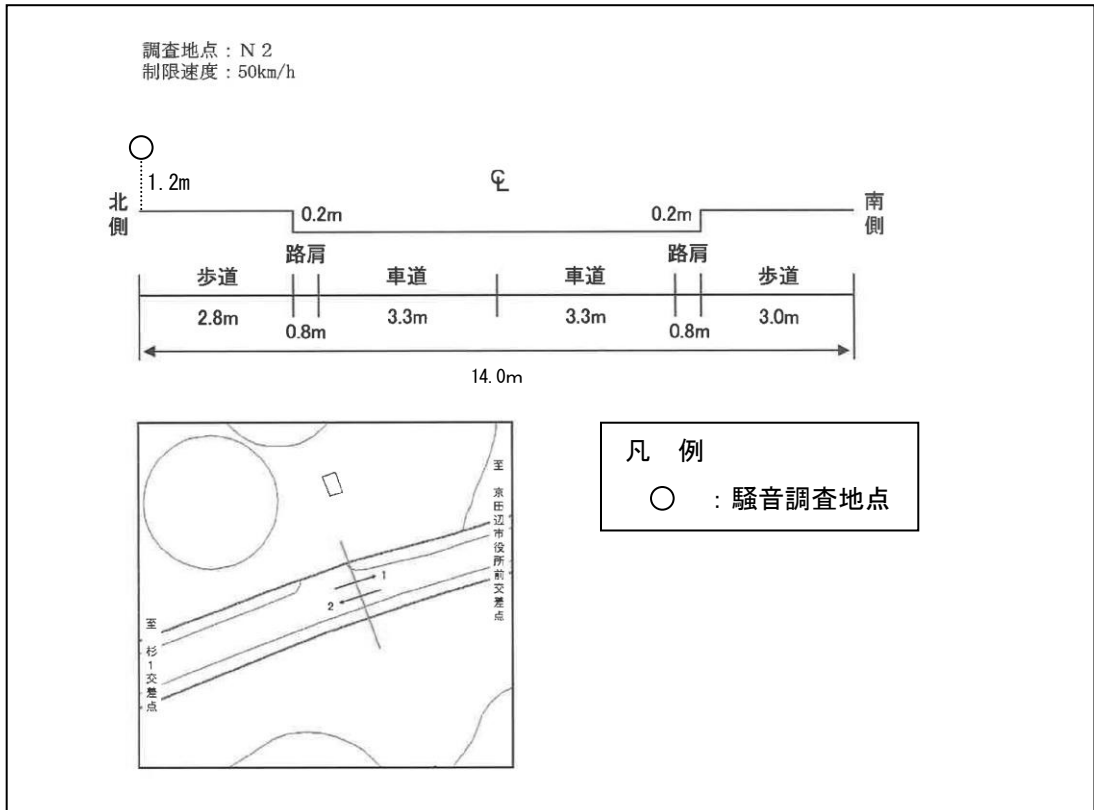 調査地点：Ｎ２
制限速度：50km/h
1.2m
℄
北側
南側
0.2m
0.2m
路肩
路肩
歩道
車道
車道
歩道
2.8m
0.8m
3.3m
3.3m
0.8m
3.0m
14.0m
至 京田辺市役所前交差点
1
2
至 杉１交差点
凡 例
○ ：騒音調査地点